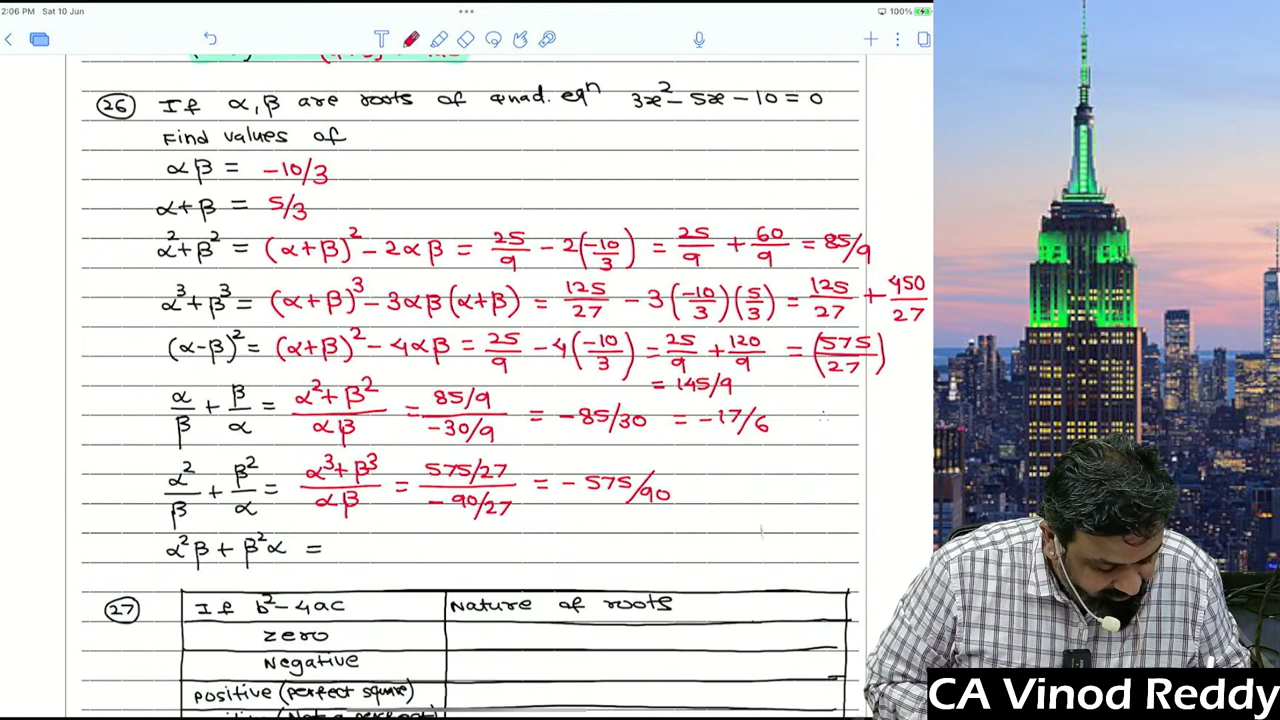 2:06 PM Sat 10 Jun
100%
26 If α, β are roots of quad. eqn 3x² - 5x - 10 = 0
Find values of
αβ = -10/3
α+β = 5/3
α²+β² = (α+β)² - 2αβ = 25/9 - 2(-10/3) = 25/9 + 60/9 = 85/9
α³+β³ = (α+β)³ - 3αβ(α+β) = 125/27 - 3(-10/3)(5/3) = 125/27 + 450/27
(α-β)² = (α+β)² - 4αβ = 25/9 - 4(-10/3) = 25/9 + 120/9 = (575/27)
= 145/9
α/β + β/α = α²+β²/αβ = 85/9/-30/9 = -85/30 = -17/6
α²/β + β²/α = α³+β³/αβ = 575/27/-90/27 = -575/90
α²β + β²α =
27 If b² - 4ac Nature of roots
zero
Negative
positive (perfect square)
CA Vinod Reddy